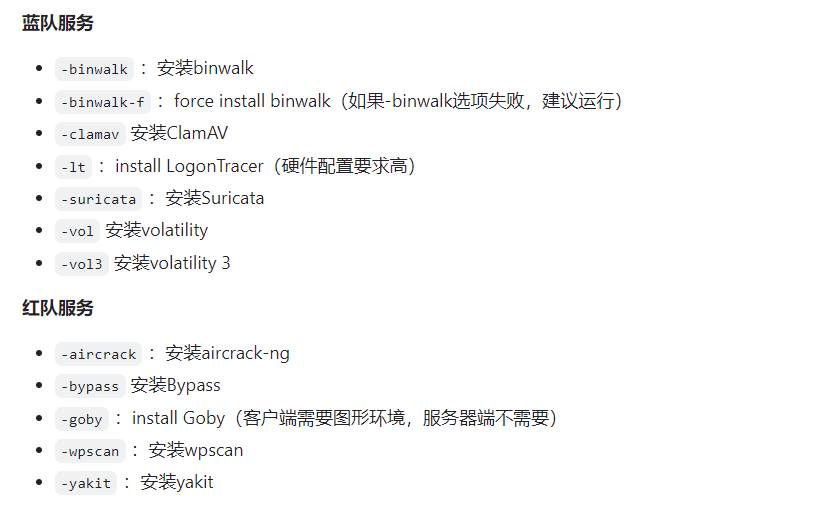 蓝队服务
-binwalk ：安装binwalk
-binwalk-f ：force install binwalk（如果-binwalk选项失败，建议运行）
-clamav 安装ClamAV
-lt ：install LogonTracer（硬件配置要求高）
-suricata ：安装Suricata
-vol 安装volatility
-vol3 安装volatility 3
红队服务
-aircrack ：安装aircrack-ng
-bypass 安装Bypass
-goby ：install Goby（客户端需要图形环境，服务器端不需要）
-wpscan ：安装wpscan
-yakit ：安装yakit